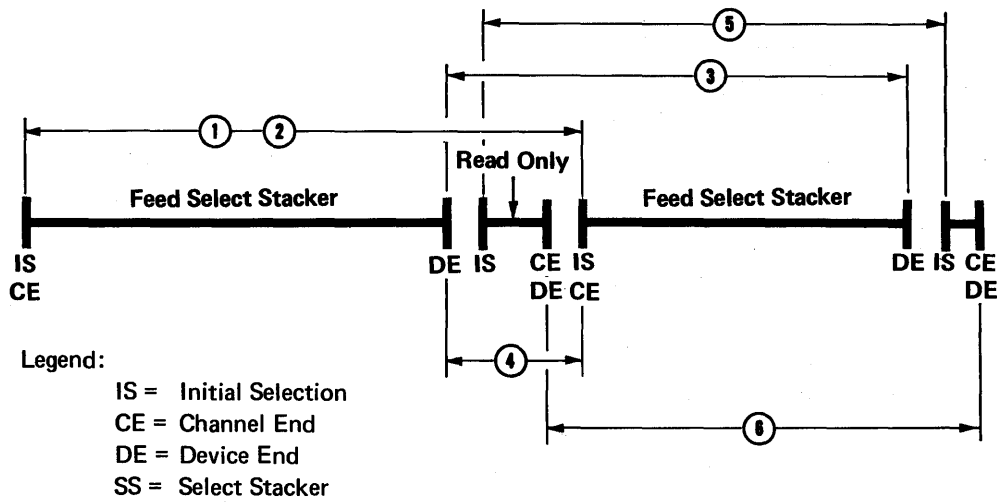 5
3
1 2
Read Only
Feed Select Stacker Feed Select Stacker
IS DE IS CE IS DE IS CE
CE DE CE DE
4
6
Legend:
IS = Initial Selection
CE = Channel End
DE = Device End
SS = Select Stacker